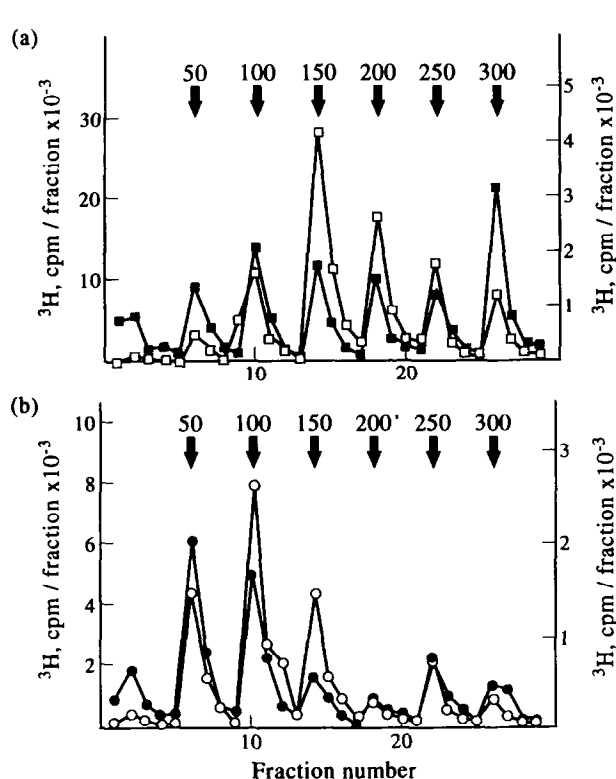 (a)
50 100 150 200 250 300
³H, cpm / fraction x10⁻³
30
20
10
³H, cpm / fraction x10⁻³
5
4
3
2
1
10 20
(b)
50 100 150 200' 250 300
³H, cpm / fraction x10⁻³
10
8
6
4
2
³H, cpm / fraction x10⁻³
3
2
1
10 20
Fraction number